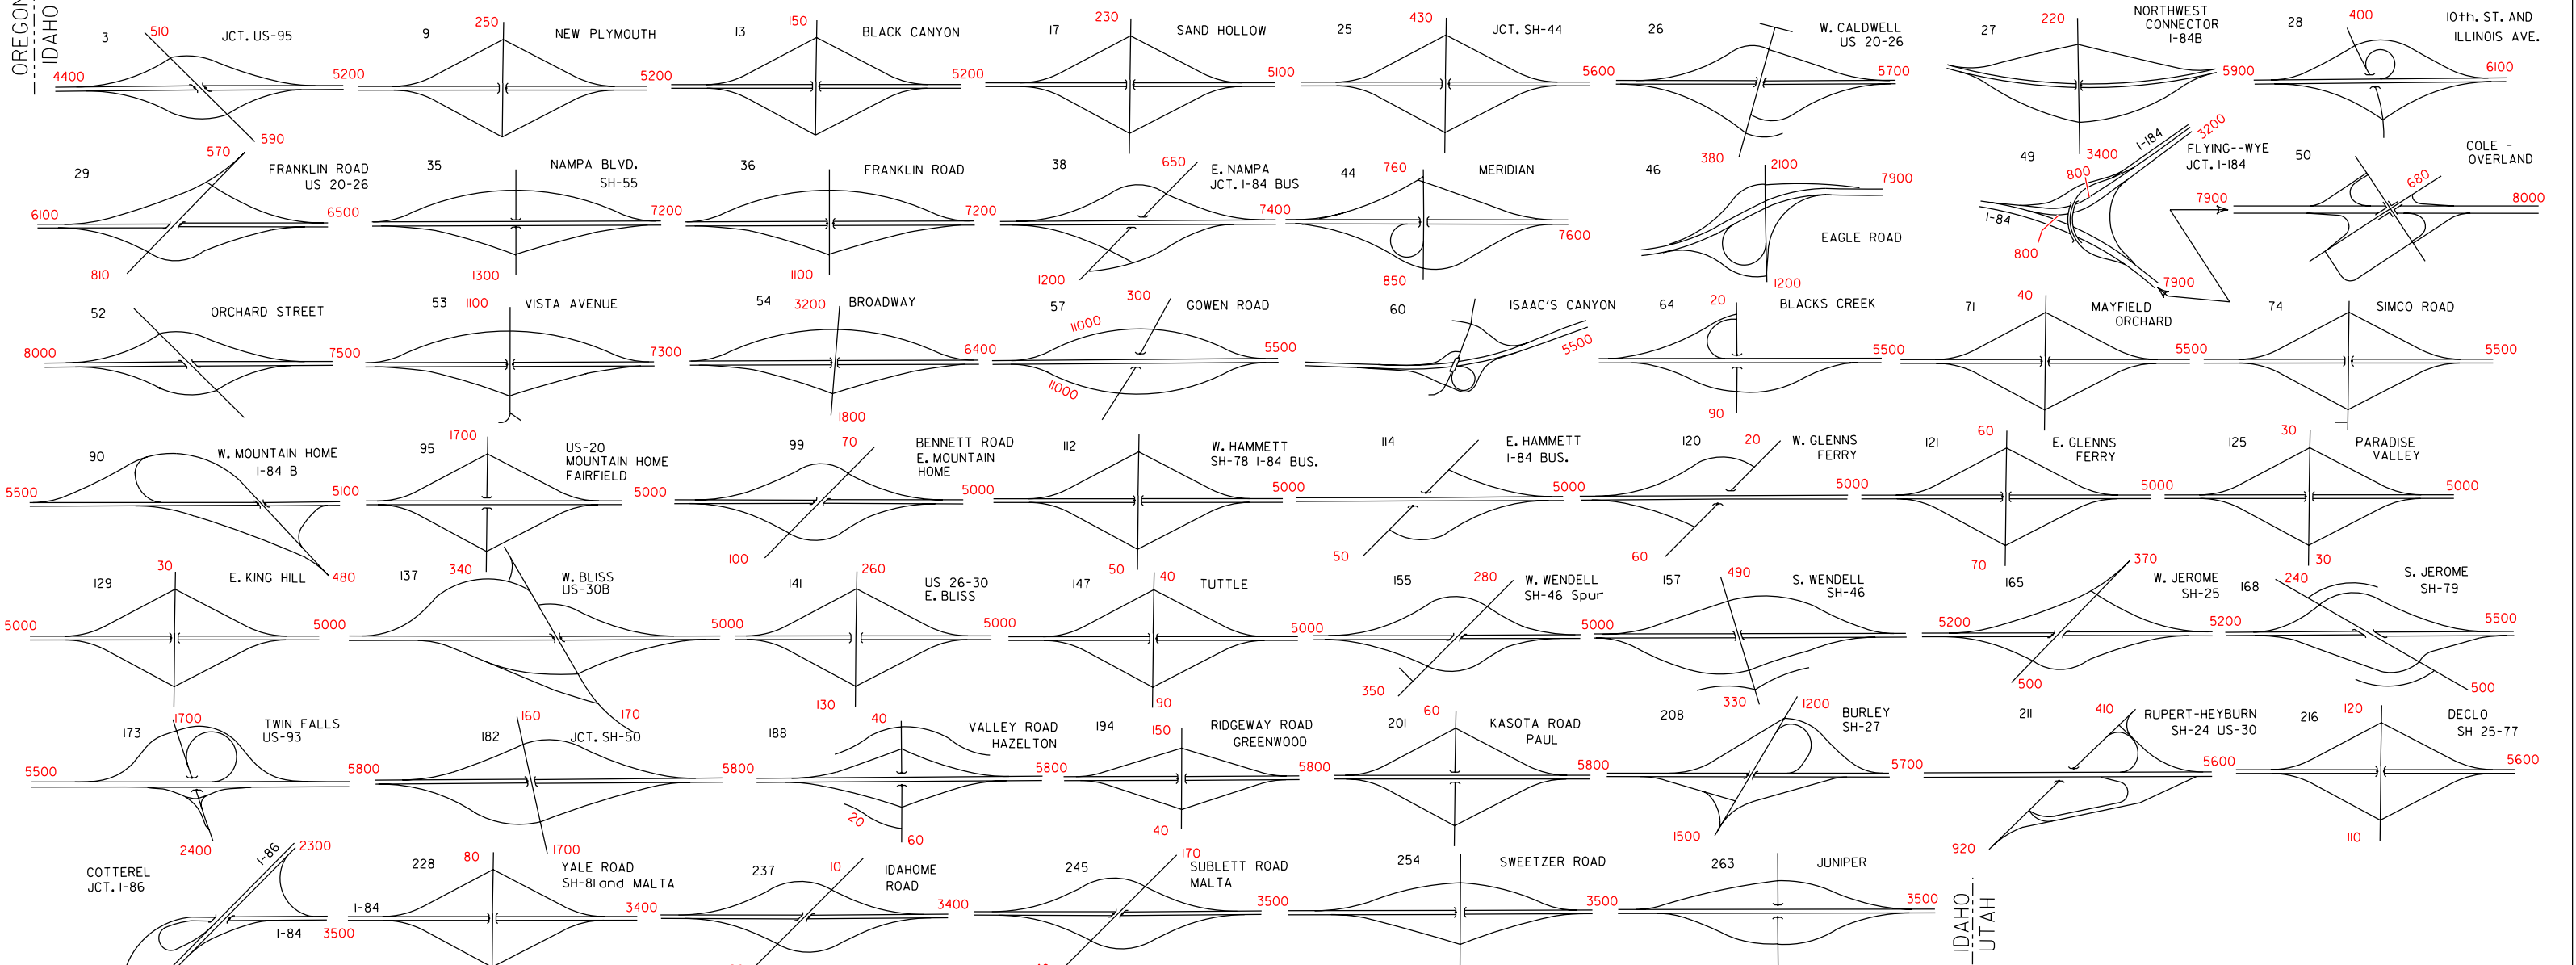 OREGON
IDAHO
3
510
JCT. US-95
4400
5200
590
9
250
NEW PLYMOUTH
5200
13
150
BLACK CANYON
5200
17
230
SAND HOLLOW
5100
25
430
JCT. SH-44
5600
26
W. CALDWELL
US 20-26
5700
380
27
220
NORTHWEST
CONNECTOR
I-84B
5900
3400
28
400
10th. ST. AND
ILLINOIS AVE.
6100
29
570
FRANKLIN ROAD
US 20-26
6100
6500
810
35
NAMPA BLVD.
SH-55
7200
1300
36
FRANKLIN ROAD
7200
1100
38
650
E. NAMPA
JCT. I-84 BUS
7400
1200
44
760
MERIDIAN
7600
850
46
2100
7900
EAGLE ROAD
1200
49
I-184
3200
FLYING--WYE
JCT. I-184
800
I-84
800
7900
7900
50
COLE -
OVERLAND
680
8000
52
ORCHARD STREET
8000
7500
53
1100
VISTA AVENUE
7300
54
3200
BROADWAY
6400
1800
57
300
GOWEN ROAD
11000
5500
11000
60
ISAAC'S CANYON
5500
64
20
BLACKS CREEK
5500
90
71
40
MAYFIELD
ORCHARD
5500
74
SIMCO ROAD
5500
90
W. MOUNTAIN HOME
I-84 B
5500
5100
480
95
1700
US-20
MOUNTAIN HOME
FAIRFIELD
5000
340
99
70
BENNETT ROAD
E. MOUNTAIN
HOME
5000
100
112
W. HAMMETT
SH-78 I-84 BUS.
5000
50
114
E. HAMMETT
I-84 BUS.
5000
50
120
20
W. GLENNS
FERRY
5000
60
121
60
E. GLENNS
FERRY
5000
70
125
30
PARADISE
VALLEY
5000
30
129
30
E. KING HILL
5000
5000
137
W. BLISS
US-30B
5000
170
141
260
US 26-30
E. BLISS
5000
130
147
40
TUTTLE
5000
90
155
280
W. WENDELL
SH-46 Spur
5000
350
157
490
S. WENDELL
SH-46
5200
330
165
370
W. JEROME
SH-25
5200
500
168
240
S. JEROME
SH-79
5500
500
173
1700
TWIN FALLS
US-93
5500
5800
2400
182
160
JCT. SH-50
5800
1700
188
40
VALLEY ROAD
HAZELTON
5800
20
60
194
150
RIDGEWAY ROAD
GREENWOOD
5800
40
201
60
KASOTA ROAD
PAUL
5800
208
1200
BURLEY
SH-27
5700
1500
211
410
RUPERT-HEYBURN
SH-24 US-30
5600
920
216
120
DECLO
SH 25-77
5600
110
COTTEREL
JCT. I-86
I-86
2300
I-84
3500
228
80
YALE ROAD
SH-81 and MALTA
I-84
3400
237
10
IDAHOME
ROAD
3400
245
170
SUBLETT ROAD
MALTA
3500
254
SWEETZER ROAD
3500
263
JUNIPER
3500
IDAHO
UTAH